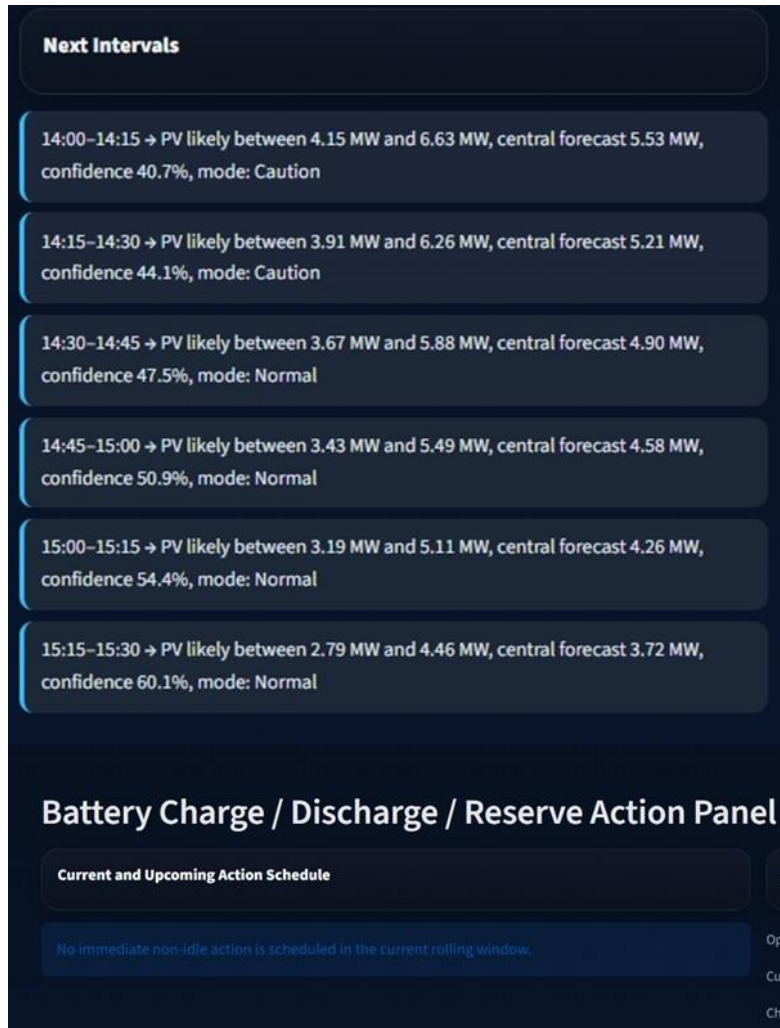 Next Intervals
14:00–14:15 → PV likely between 4.15 MW and 6.63 MW, central forecast 5.53 MW,
confidence 40.7%, mode: Caution
14:15–14:30 → PV likely between 3.91 MW and 6.26 MW, central forecast 5.21 MW,
confidence 44.1%, mode: Caution
14:30–14:45 → PV likely between 3.67 MW and 5.88 MW, central forecast 4.90 MW,
confidence 47.5%, mode: Normal
14:45–15:00 → PV likely between 3.43 MW and 5.49 MW, central forecast 4.58 MW,
confidence 50.9%, mode: Normal
15:00–15:15 → PV likely between 3.19 MW and 5.11 MW, central forecast 4.26 MW,
confidence 54.4%, mode: Normal
15:15–15:30 → PV likely between 2.79 MW and 4.46 MW, central forecast 3.72 MW,
confidence 60.1%, mode: Normal
Battery Charge / Discharge / Reserve Action Panel
Current and Upcoming Action Schedule
No immediate non-idle action is scheduled in the current rolling window.
Op
Cu
Ch